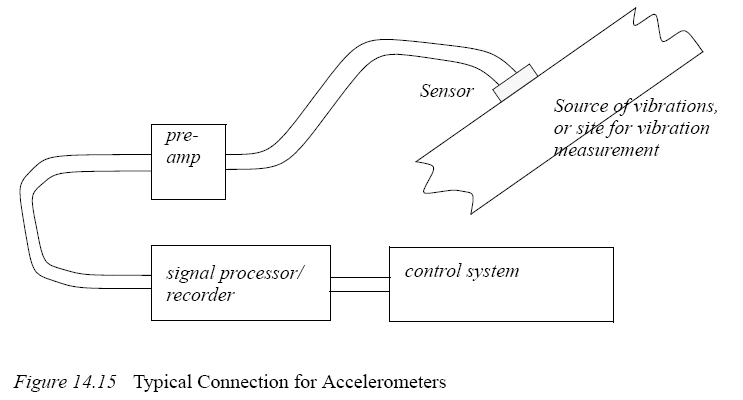 Sensor
Source of vibrations,
or site for vibration
measurement
pre-
amp
signal processor/
recorder
control system
Figure 14.15   Typical Connection for Accelerometers